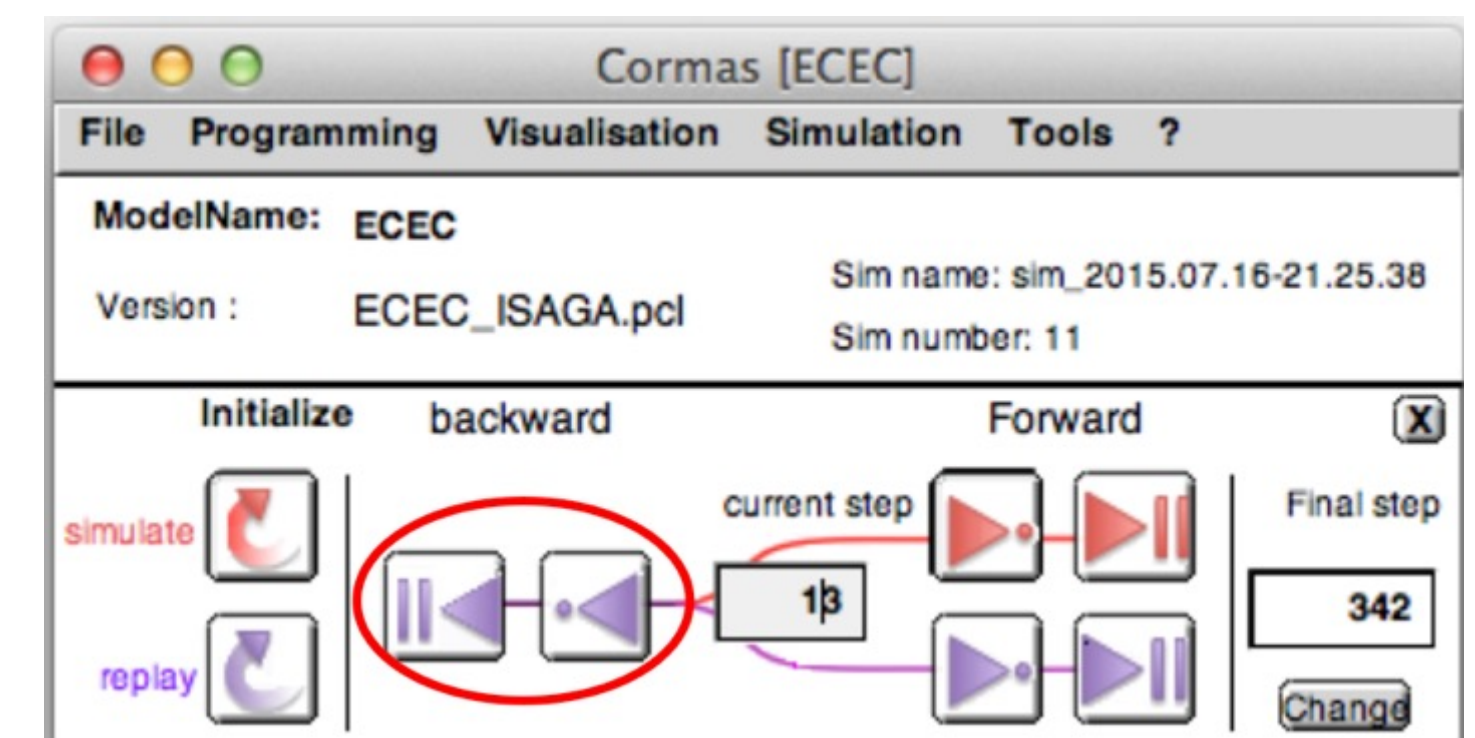 Cormas [ECEC]
File Programming Visualisation Simulation Tools ?
ModelName: ECEC
Version : ECEC_ISAGA.pcl
Sim name: sim_2015.07.16-21.25.38
Sim number: 11
Initialize backward Forward X
simulate current step Final step
13 342
replay Change